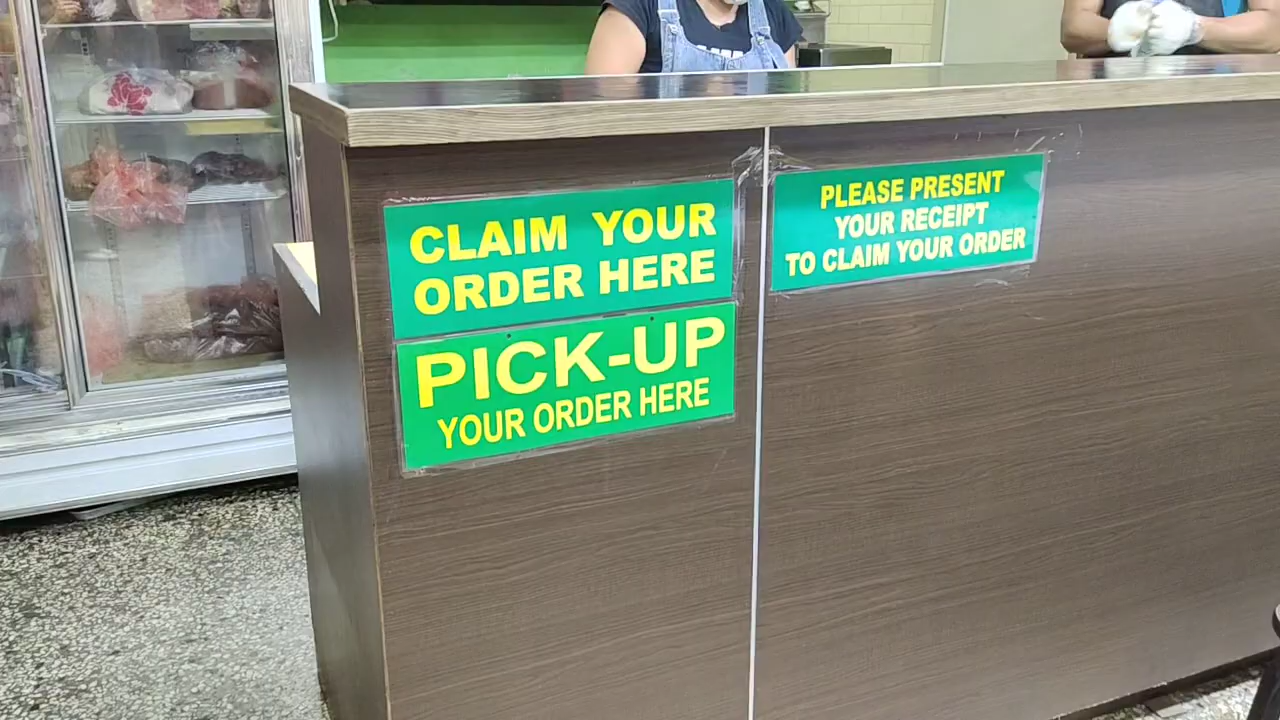 CLAIM YOUR
ORDER HERE
PICK-UP
YOUR ORDER HERE
PLEASE PRESENT
YOUR RECEIPT
TO CLAIM YOUR ORDER